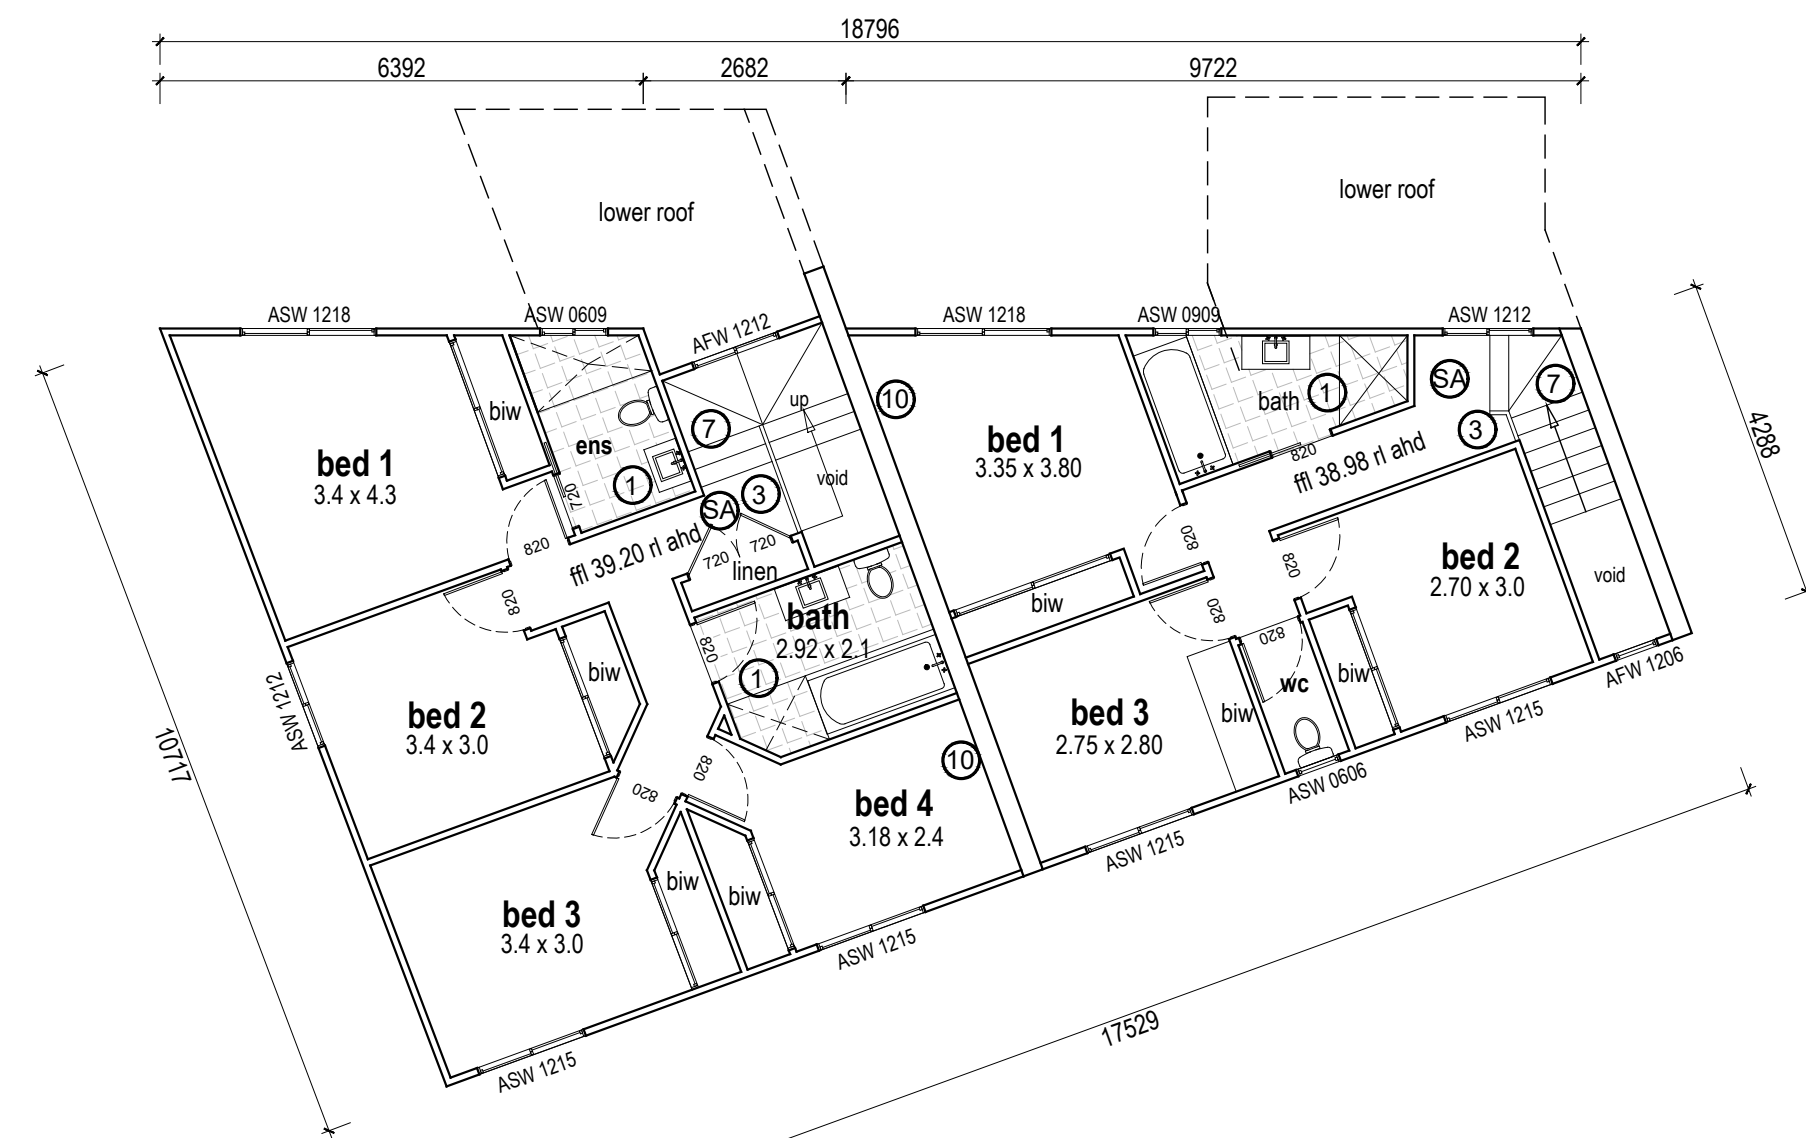 18796
6392
2682
9722
lower roof
lower roof
ASW 1218
ASW 0609
AFW 1212
ASW 1218
ASW 0909
ASW 1212
bed 1
3.4 x 4.3
biw
ens
1
720
820
7
up
void
3
SA
10
bed 1
3.35 x 3.80
bath
1
820
SA
7
3
ffl 38.98 rl ahd
4288
ffl 39.20 rl ahd
720
720
linen
820
820
820
biw
bed 2
2.70 x 3.0
void
820
bath
2.92 x 2.1
1
820
820
biw
wc
biw
AFW 1206
ASW 1212
bed 2
3.4 x 3.0
biw
bed 3
2.75 x 2.80
ASW 1215
10717
820
820
10
ASW 0606
bed 4
3.18 x 2.4
ASW 1215
bed 3
3.4 x 3.0
biw
biw
ASW 1215
ASW 1215
17529